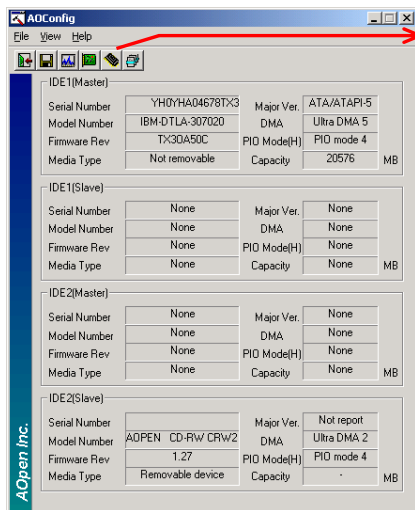 AOConfig
File View Help
IDE1(Master)
Serial Number YH0YHA04678TX3 Major Ver. ATA/ATAPI-5
Model Number IBM-DTLA-307020 DMA Ultra DMA 5
Firmware Rev TX3OA50C PIO Mode(H) PIO mode 4
Media Type Not removable Capacity 20576 MB
IDE1(Slave)
Serial Number None Major Ver. None
Model Number None DMA None
Firmware Rev None PIO Mode(H) None
Media Type None Capacity None MB
IDE2(Master)
Serial Number None Major Ver. None
Model Number None DMA None
Firmware Rev None PIO Mode(H) None
Media Type None Capacity None MB
IDE2(Slave)
Serial Number Major Ver. Not report
Model Number AOPEN CD-RW CRW2 DMA Ultra DMA 2
Firmware Rev 1.27 PIO Mode(H) PIO mode 4
Media Type Removable device Capacity - MB
AOpen Inc.